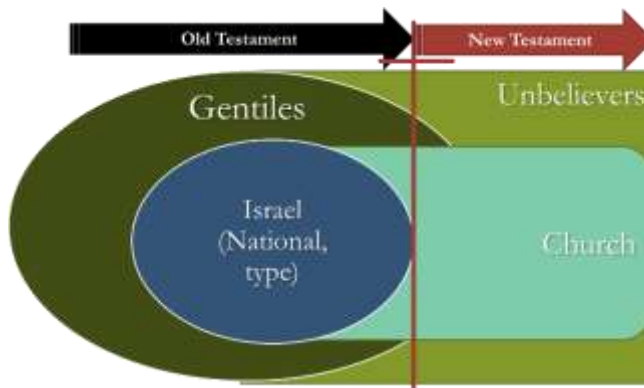 Old Testament
New Testament
Gentiles
Unbelievers
Israel
(National,
type)
Church